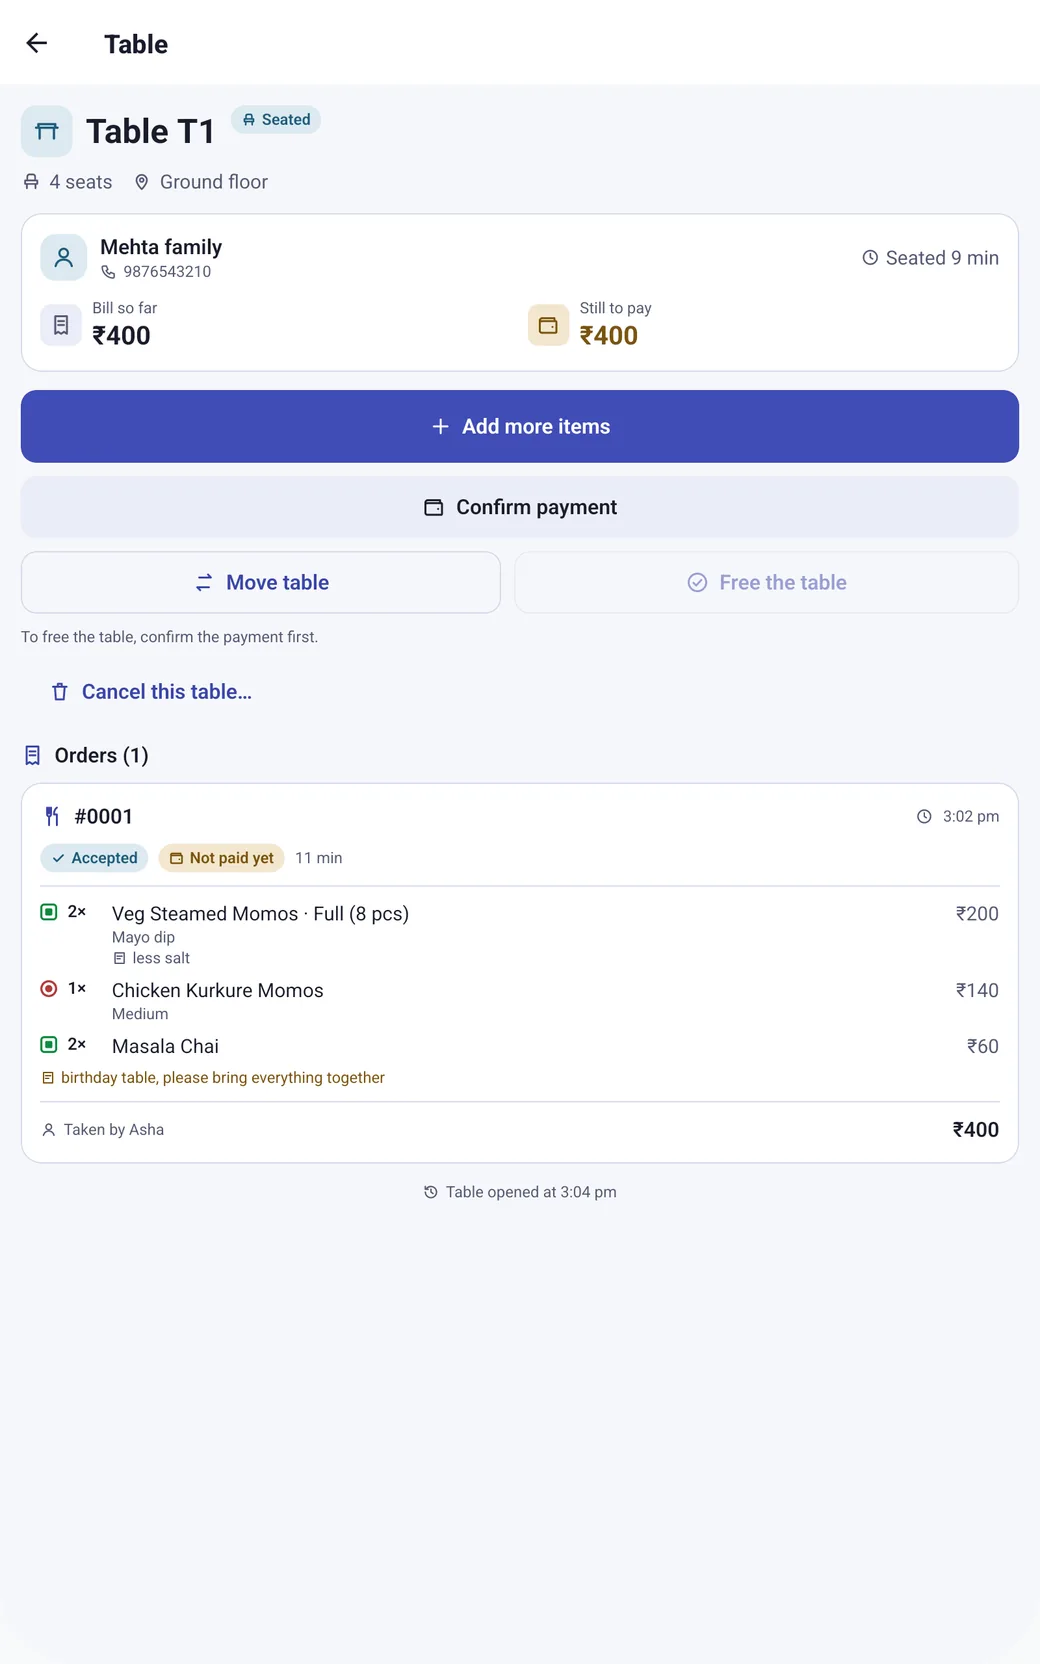 Table
Table T1
Seated
4 seats
Ground floor
Mehta family
9876543210
Seated 9 min
Bill so far
₹400
Still to pay
₹400
Add more items
Confirm payment
Move table
Free the table
To free the table, confirm the payment first.
Cancel this table…
Orders (1)
#0001
3:02 pm
Accepted
Not paid yet
11 min
2× Veg Steamed Momos · Full (8 pcs) ₹200
Mayo dip
less salt
1× Chicken Kurkure Momos ₹140
Medium
2× Masala Chai ₹60
birthday table, please bring everything together
Taken by Asha
₹400
Table opened at 3:04 pm